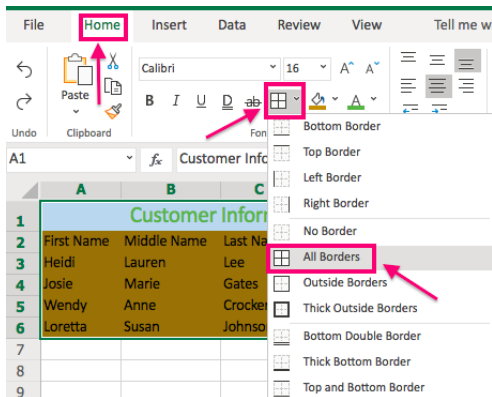 File Home Insert Data Review View Tell me w
Calibri 16 A^ A˅
Paste B I U D ab A
Undo Clipboard Fon
Bottom Border
Top Border
Left Border
Right Border
No Border
All Borders
Outside Borders
Thick Outside Borders
Bottom Double Border
Thick Bottom Border
Top and Bottom Border
A1 fx Customer Info
A B C
1 Customer Inform
2 First Name Middle Name Last Na
3 Heidi Lauren Lee
4 Josie Marie Gates
5 Wendy Anne Crocker
6 Loretta Susan Johnso
7
8
9